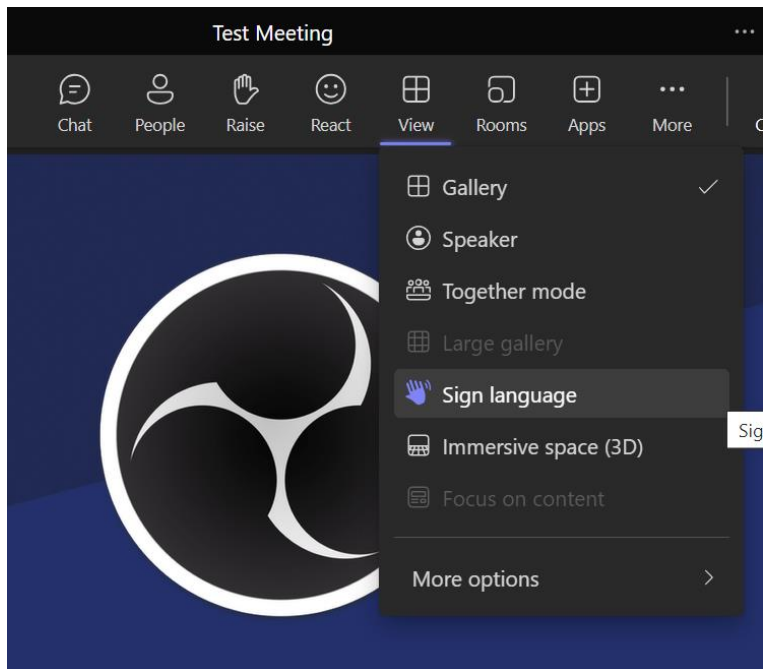 Test Meeting
Chat People Raise React View Rooms Apps More
Gallery
Speaker
Together mode
Large gallery
Sign language
Sig
Immersive space (3D)
Focus on content
More options